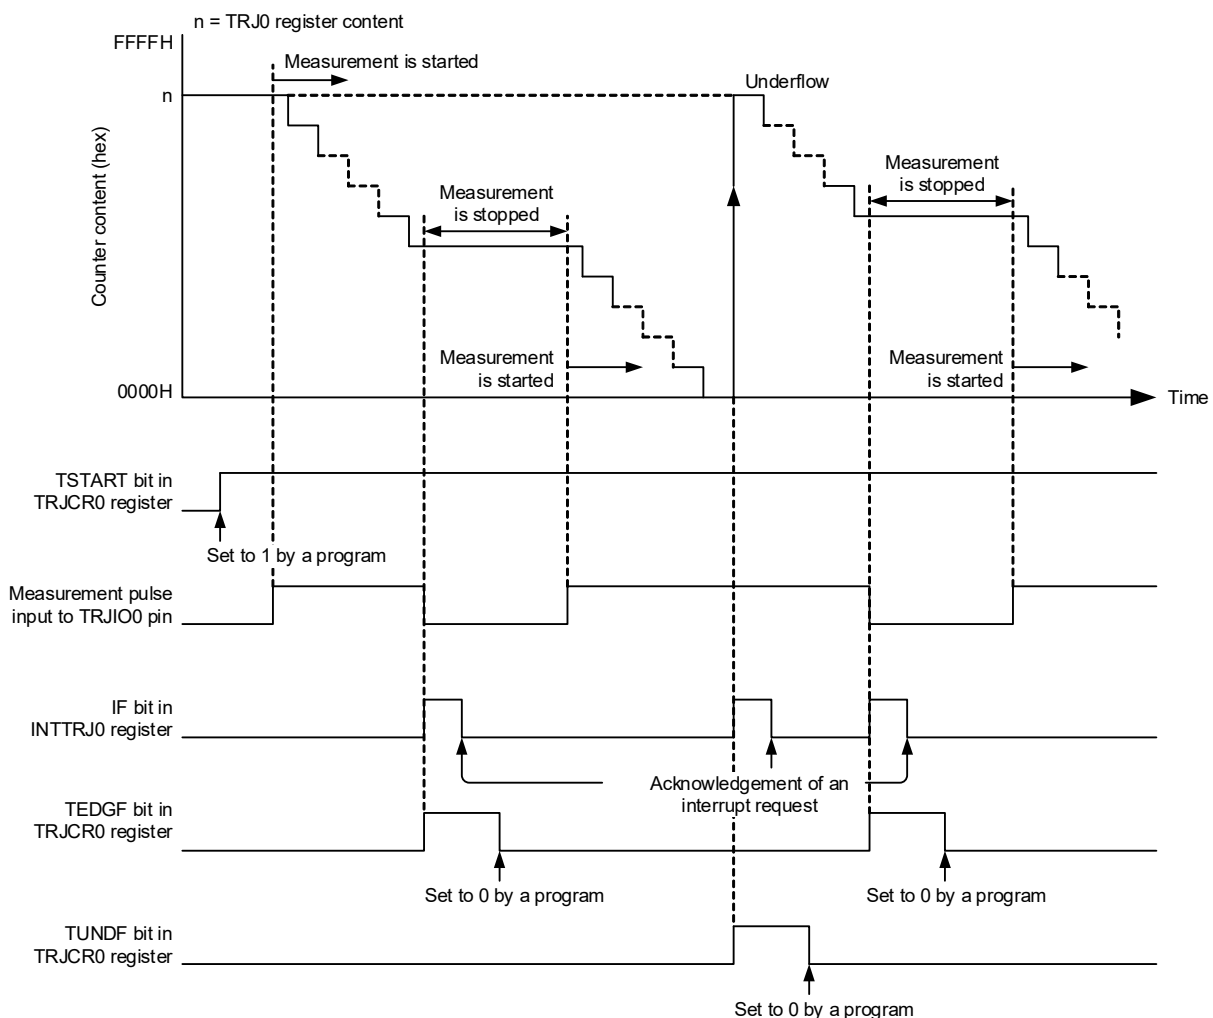 n = TRJ0 register content
FFFFH
Measurement is started
n
Underflow
Counter content (hex)
Measurement
is stopped
Measurement
is stopped
Measurement
is started
Measurement
is started
0000H
Time
TSTART bit in
TRJCR0 register
Set to 1 by a program
Measurement pulse
input to TRJIO0 pin
IF bit in
INTTRJ0 register
Acknowledgement of an
interrupt request
TEDGF bit in
TRJCR0 register
Set to 0 by a program
Set to 0 by a program
TUNDF bit in
TRJCR0 register
Set to 0 by a program